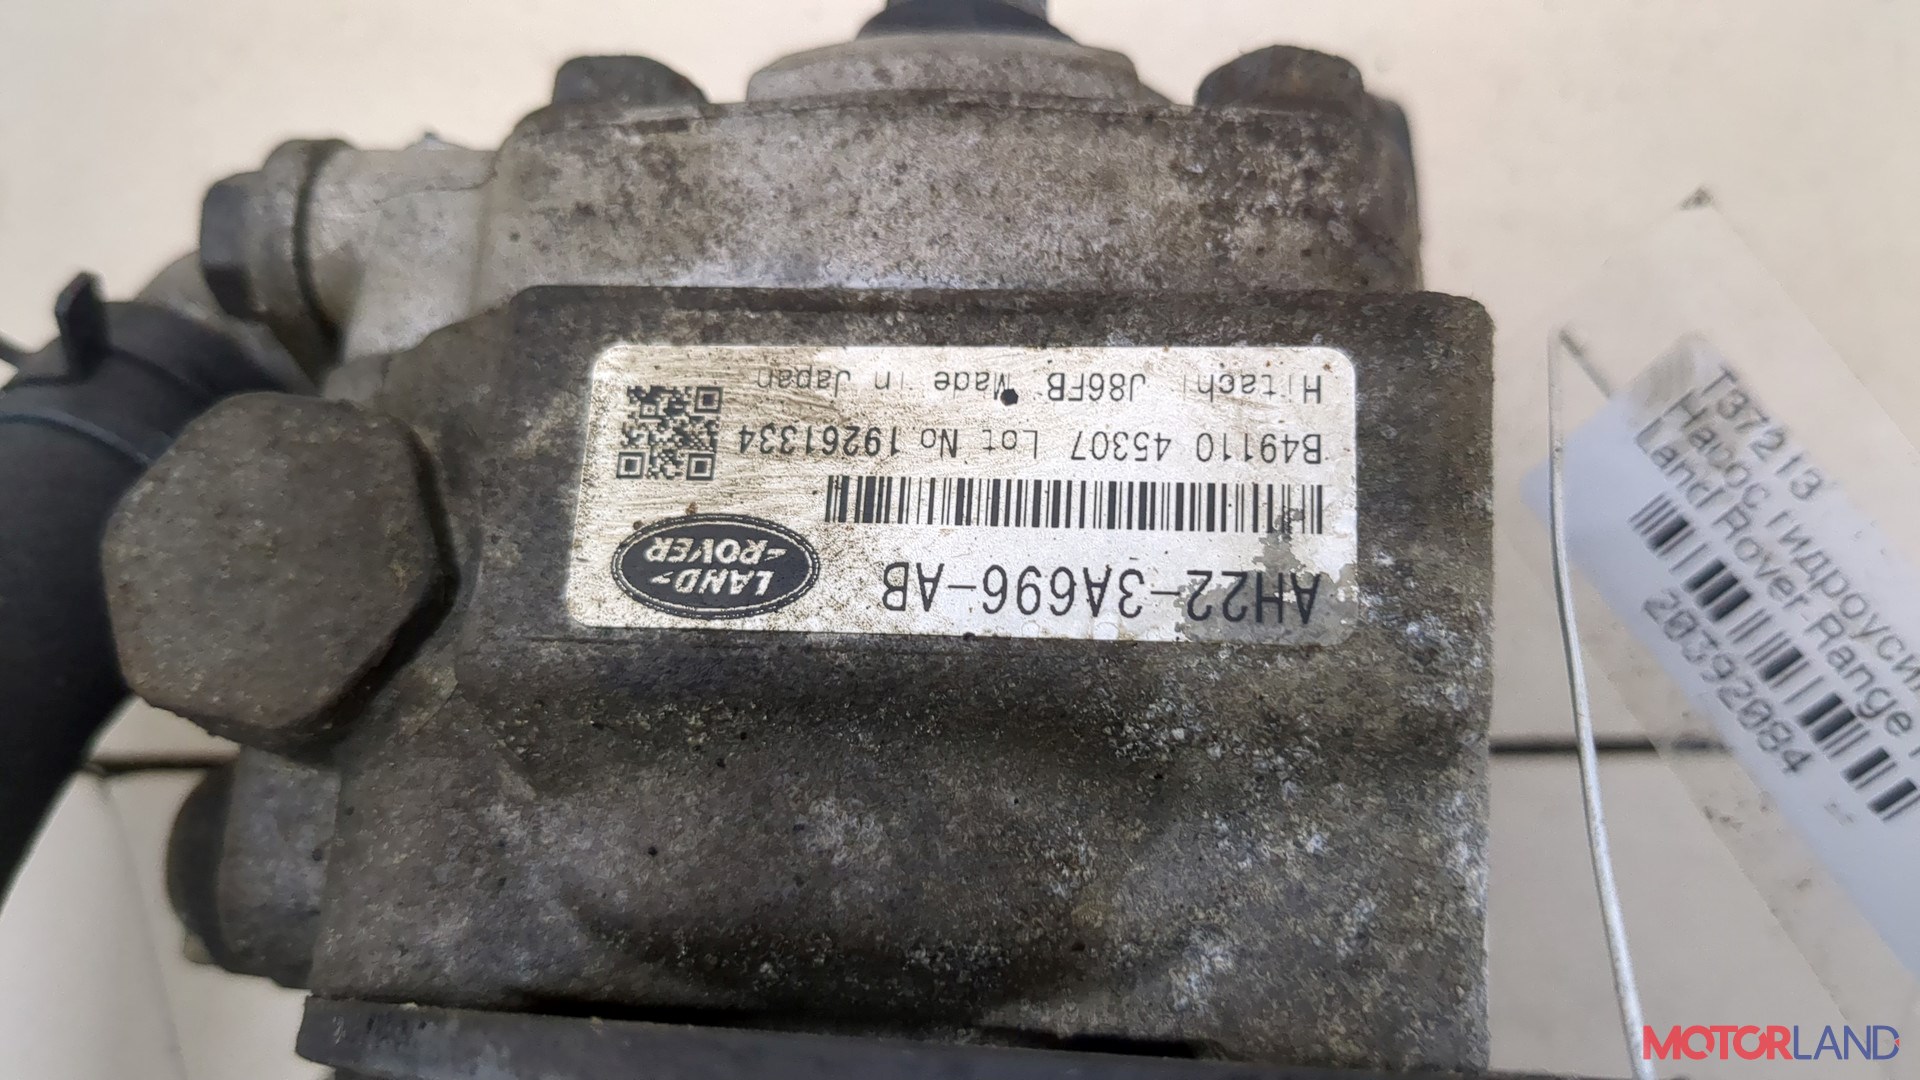 AH22-3A696-AB
LAND-
-ROVER
B49110 45307 Lot No.19261334
Hitachi J86FB Made in Japan
T37213
Насос гидроусил
Land Rover Range
203992084
MOTORLAND